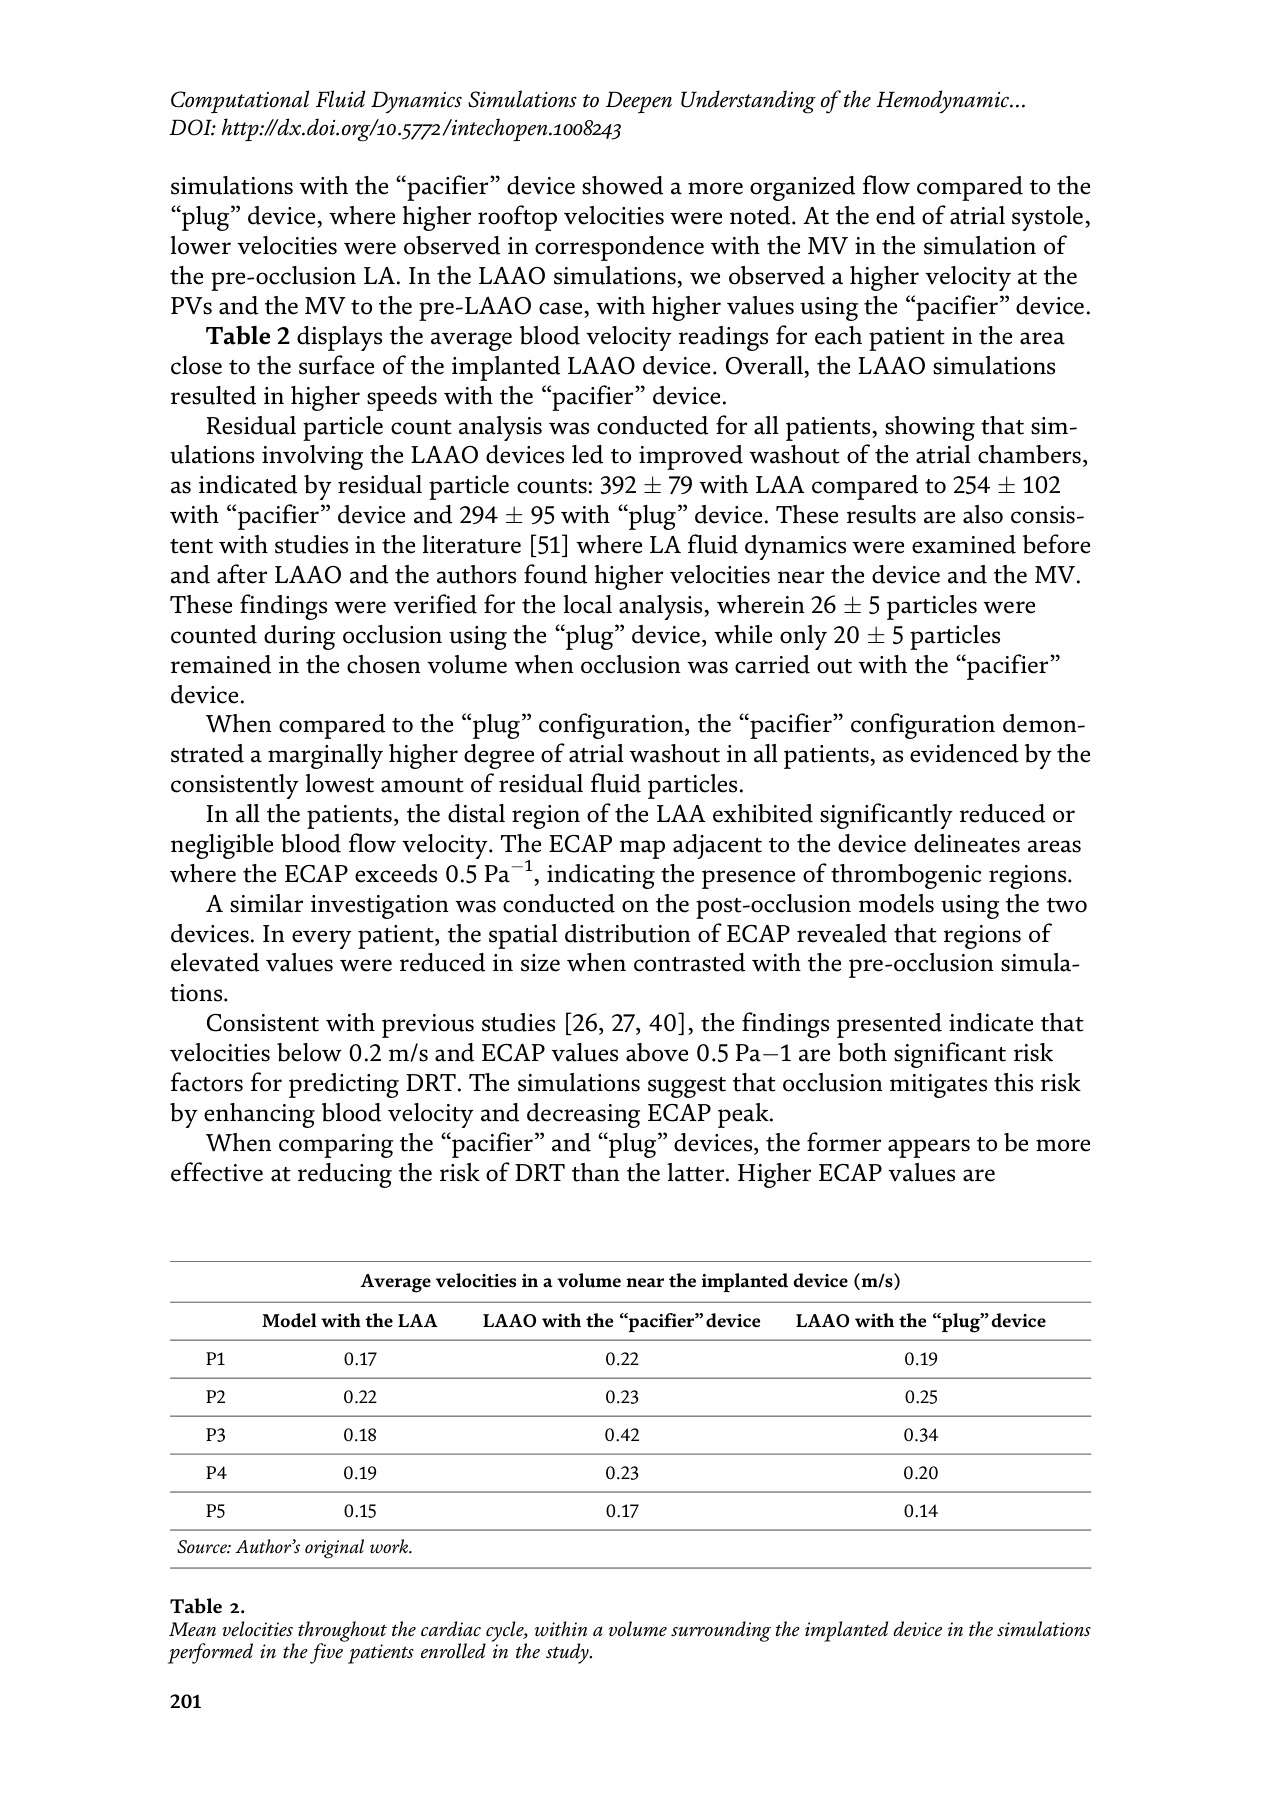 Computational Fluid Dynamics Simulations to Deepen Understanding of the Hemodynamic…
DOI: http://dx.doi.org/10.5772/intechopen.1008243
simulations with the “pacifier” device showed a more organized flow compared to the
“plug” device, where higher rooftop velocities were noted. At the end of atrial systole,
lower velocities were observed in correspondence with the MV in the simulation of
the pre-occlusion LA. In the LAAO simulations, we observed a higher velocity at the
PVs and the MV to the pre-LAAO case, with higher values using the “pacifier” device.
Table 2 displays the average blood velocity readings for each patient in the area
close to the surface of the implanted LAAO device. Overall, the LAAO simulations
resulted in higher speeds with the “pacifier” device.
Residual particle count analysis was conducted for all patients, showing that sim-
ulations involving the LAAO devices led to improved washout of the atrial chambers,
as indicated by residual particle counts: 392 ± 79 with LAA compared to 254 ± 102
with “pacifier” device and 294 ± 95 with “plug” device. These results are also consis-
tent with studies in the literature [51] where LA fluid dynamics were examined before
and after LAAO and the authors found higher velocities near the device and the MV.
These findings were verified for the local analysis, wherein 26 ± 5 particles were
counted during occlusion using the “plug” device, while only 20 ± 5 particles
remained in the chosen volume when occlusion was carried out with the “pacifier”
device.
When compared to the “plug” configuration, the “pacifier” configuration demon-
strated a marginally higher degree of atrial washout in all patients, as evidenced by the
consistently lowest amount of residual fluid particles.
In all the patients, the distal region of the LAA exhibited significantly reduced or
negligible blood flow velocity. The ECAP map adjacent to the device delineates areas
where the ECAP exceeds 0.5 Pa⁻¹, indicating the presence of thrombogenic regions.
A similar investigation was conducted on the post-occlusion models using the two
devices. In every patient, the spatial distribution of ECAP revealed that regions of
elevated values were reduced in size when contrasted with the pre-occlusion simula-
tions.
Consistent with previous studies [26, 27, 40], the findings presented indicate that
velocities below 0.2 m/s and ECAP values above 0.5 Pa−1 are both significant risk
factors for predicting DRT. The simulations suggest that occlusion mitigates this risk
by enhancing blood velocity and decreasing ECAP peak.
When comparing the “pacifier” and “plug” devices, the former appears to be more
effective at reducing the risk of DRT than the latter. Higher ECAP values are
Average velocities in a volume near the implanted device (m/s)
Model with the LAA LAAO with the “pacifier” device LAAO with the “plug” device
P1 0.17 0.22 0.19
P2 0.22 0.23 0.25
P3 0.18 0.42 0.34
P4 0.19 0.23 0.20
P5 0.15 0.17 0.14
Source: Author’s original work.
Table 2.
Mean velocities throughout the cardiac cycle, within a volume surrounding the implanted device in the simulations
performed in the five patients enrolled in the study.
201